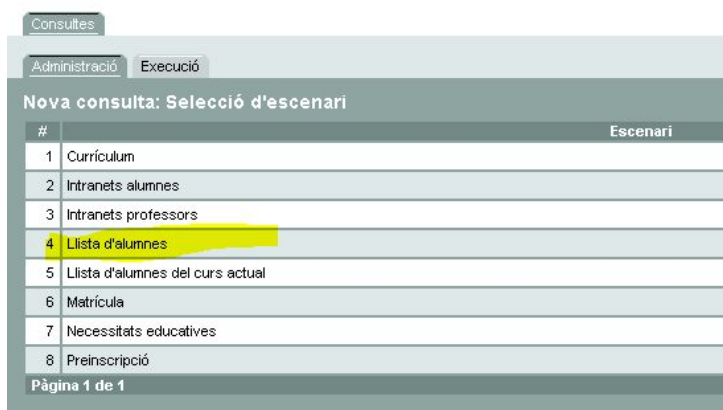 Consultes
Administració Execució
Nova consulta: Selecció d'escenari
# Escenari
1 Currículum
2 Intranets alumnes
3 Intranets professors
4 Llista d'alumnes
5 Llista d'alumnes del curs actual
6 Matrícula
7 Necessitats educatives
8 Preinscripció
Pàgina 1 de 1